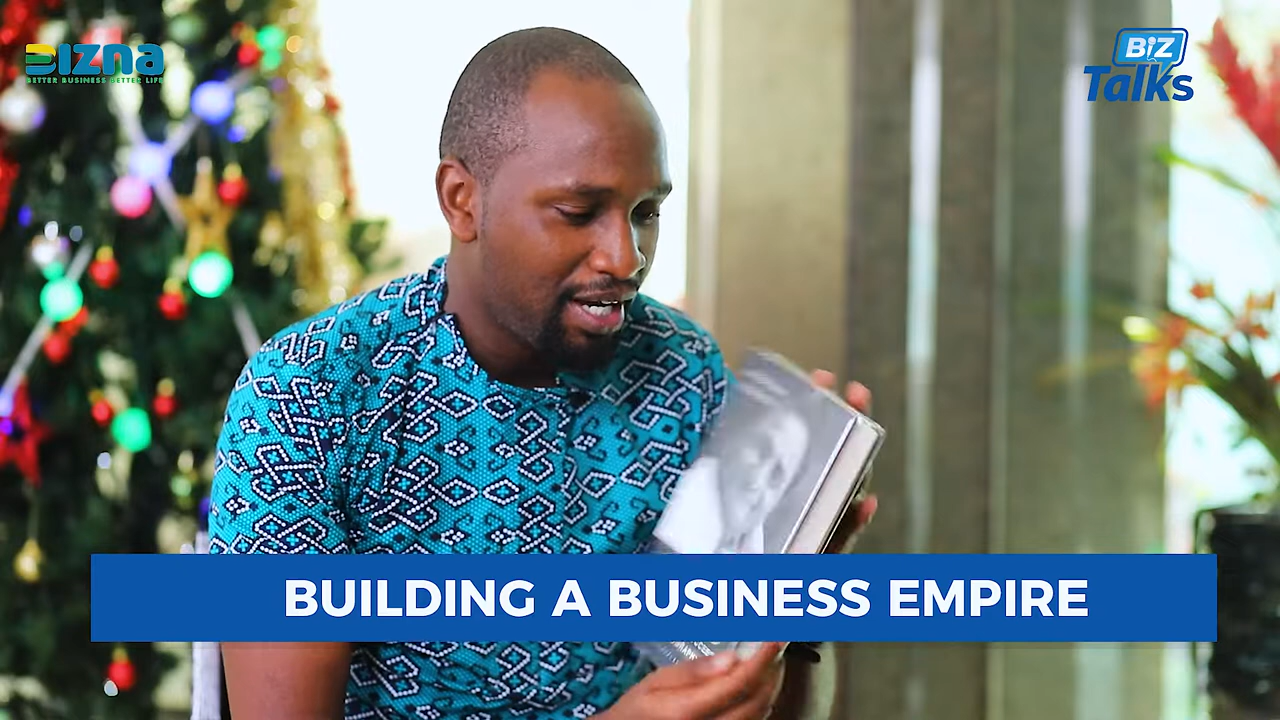 BIZNA
BETTER BUSINESS BETTER LIFE
BiZ
Talks
BUILDING A BUSINESS EMPIRE